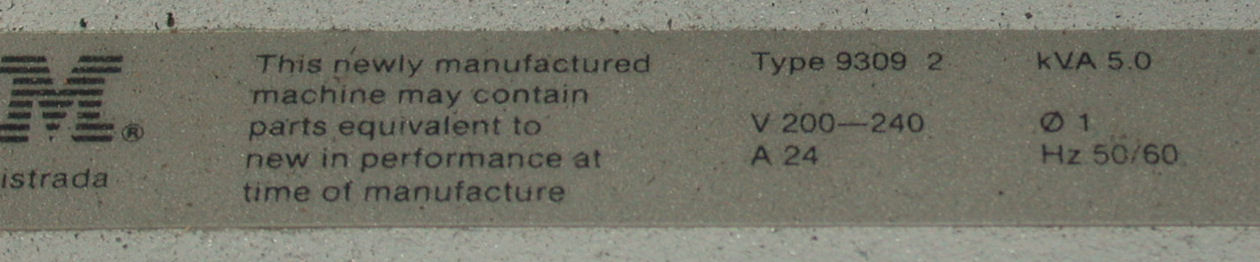 M®
istrada
This newly manufactured
machine may contain
parts equivalent to
new in performance at
time of manufacture
Type 9309 2
V 200—240
A 24
kVA 5.0
Ø 1
Hz 50/60